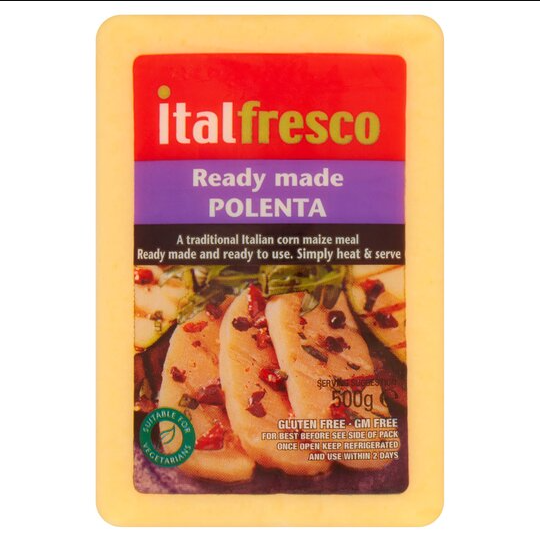 italfresco
Ready made
POLENTA
A traditional Italian corn maize meal
Ready made and ready to use. Simply heat & serve
SERVING SUGGESTION
500g ℮
GLUTEN FREE • GM FREE
FOR BEST BEFORE SEE SIDE OF PACK
ONCE OPEN KEEP REFRIGERATED
AND USE WITHIN 2 DAYS
SUITABLE FOR
VEGETARIANS